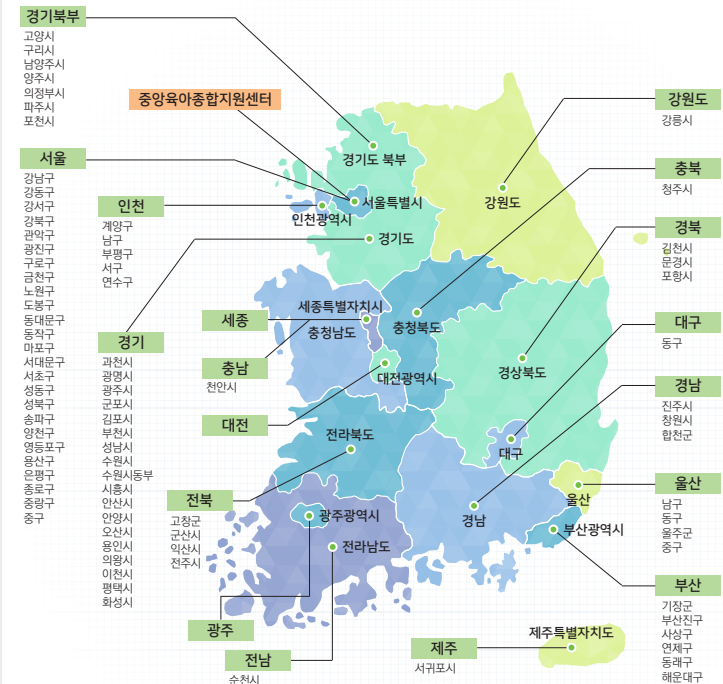 경기북부
고양시
구리시
남양주시
양주시
의정부시
파주시
포천시
중앙육아종합지원센터
서울
강남구
강동구
강서구
강북구
관악구
광진구
구로구
금천구
노원구
도봉구
동대문구
동작구
마포구
서대문구
서초구
성동구
성북구
송파구
양천구
영등포구
용산구
은평구
종로구
중랑구
중구
인천
계양구
남구
부평구
서구
연수구
경기
과천시
광명시
광주시
군포시
김포시
부천시
성남시
수원시
수원시동부
시흥시
안산시
안양시
오산시
용인시
의왕시
이천시
평택시
화성시
세종
충남
천안시
대전
전북
고창군
군산시
익산시
전주시
광주
전남
순천시
제주
서귀포시
경기도 북부
서울특별시
인천광역시
경기도
강원도
세종특별자치시
충청남도
충청북도
대전광역시
경상북도
전라북도
대구
울산
경남
광주광역시
부산광역시
전라남도
제주특별자치도
강원도
강릉시
충북
청주시
경북
김천시
문경시
포항시
대구
동구
경남
진주시
창원시
합천군
울산
남구
동구
울주군
중구
부산
기장군
부산진구
사상구
연제구
동래구
해운대구